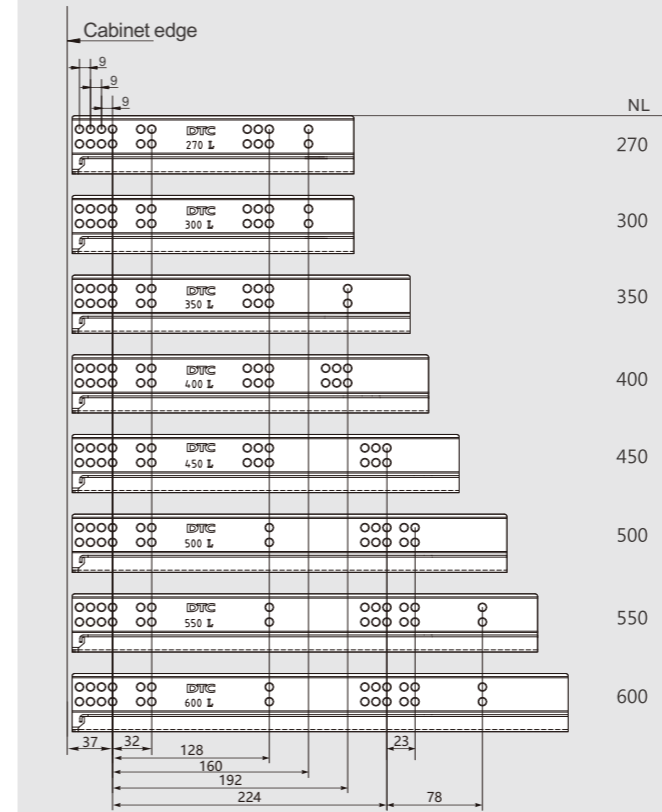 Cabinet edge
9
9
9
NL
DTC
270 L
270
DTC
300 L
300
DTC
350 L
350
DTC
400 L
400
DTC
450 L
450
DTC
500 L
500
DTC
550 L
550
DTC
600 L
600
37 32 23
128
160
192
224 78